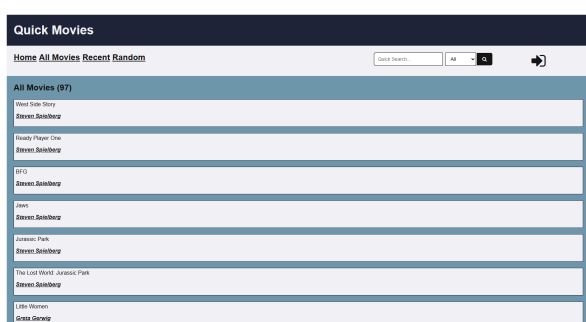 Quick Movies
Home All Movies Recent Random
Quick Search...
All
All Movies (97)
West Side Story
Steven Spielberg
Ready Player One
Steven Spielberg
BFG
Steven Spielberg
Jaws
Steven Spielberg
Jurassic Park
Steven Spielberg
The Lost World: Jurassic Park
Steven Spielberg
Little Women
Greta Gerwig